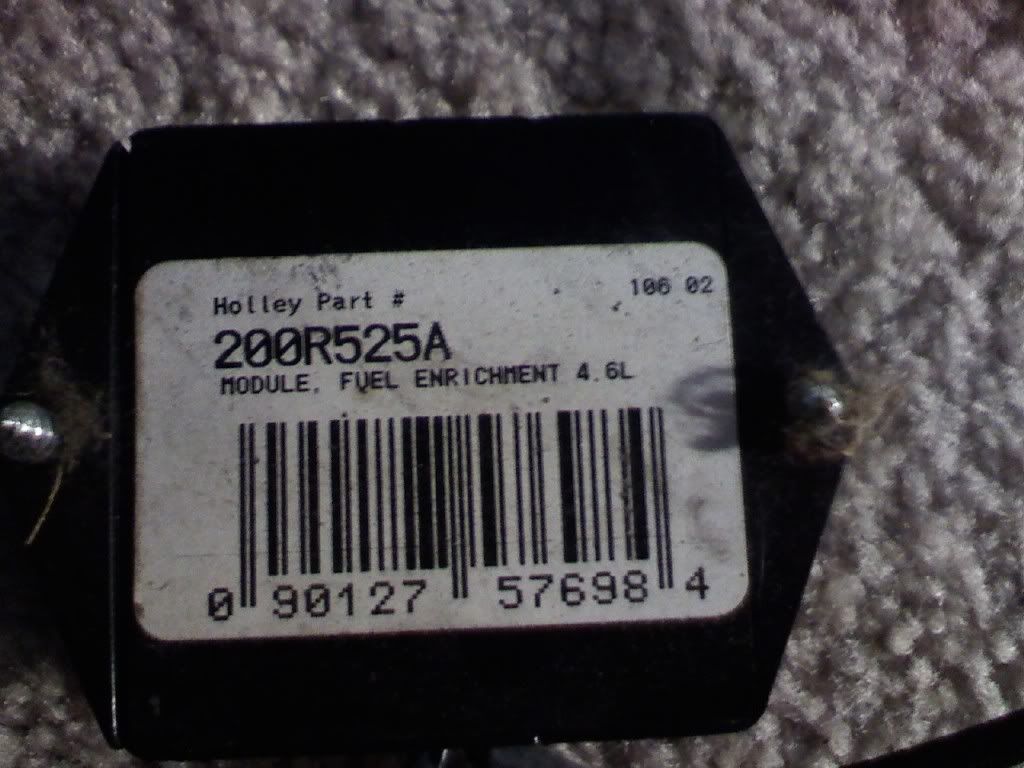 Holley Part #
106 02
200R525A
MODULE, FUEL ENRICHMENT 4.6L
0 90127 57698 4